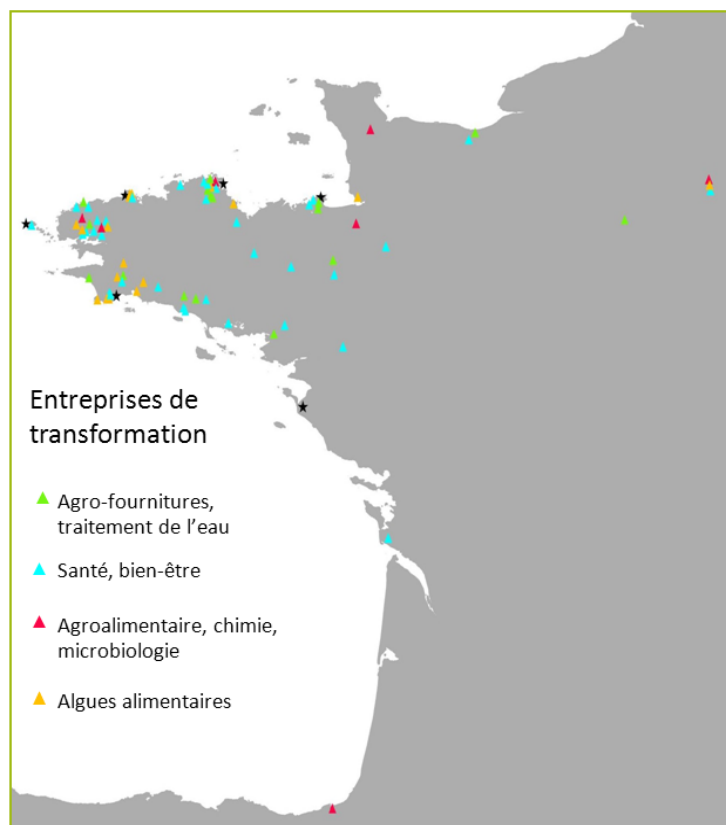 Entreprises de
transformation
Agro-fournitures,
traitement de l’eau
Santé, bien-être
Agroalimentaire, chimie,
microbiologie
Algues alimentaires